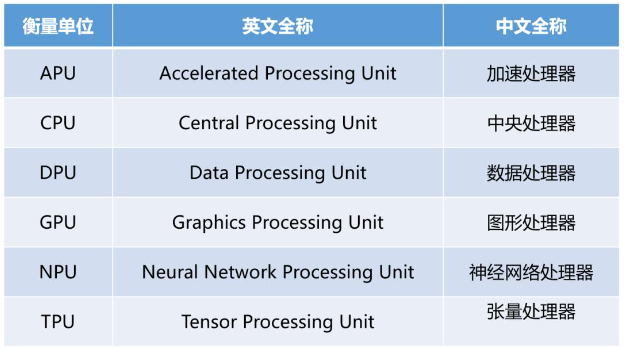 衡量单位 英文全称 中文全称
APU Accelerated Processing Unit 加速处理器
CPU Central Processing Unit 中央处理器
DPU Data Processing Unit 数据处理器
GPU Graphics Processing Unit 图形处理器
NPU Neural Network Processing Unit 神经网络处理器
TPU Tensor Processing Unit 张量处理器